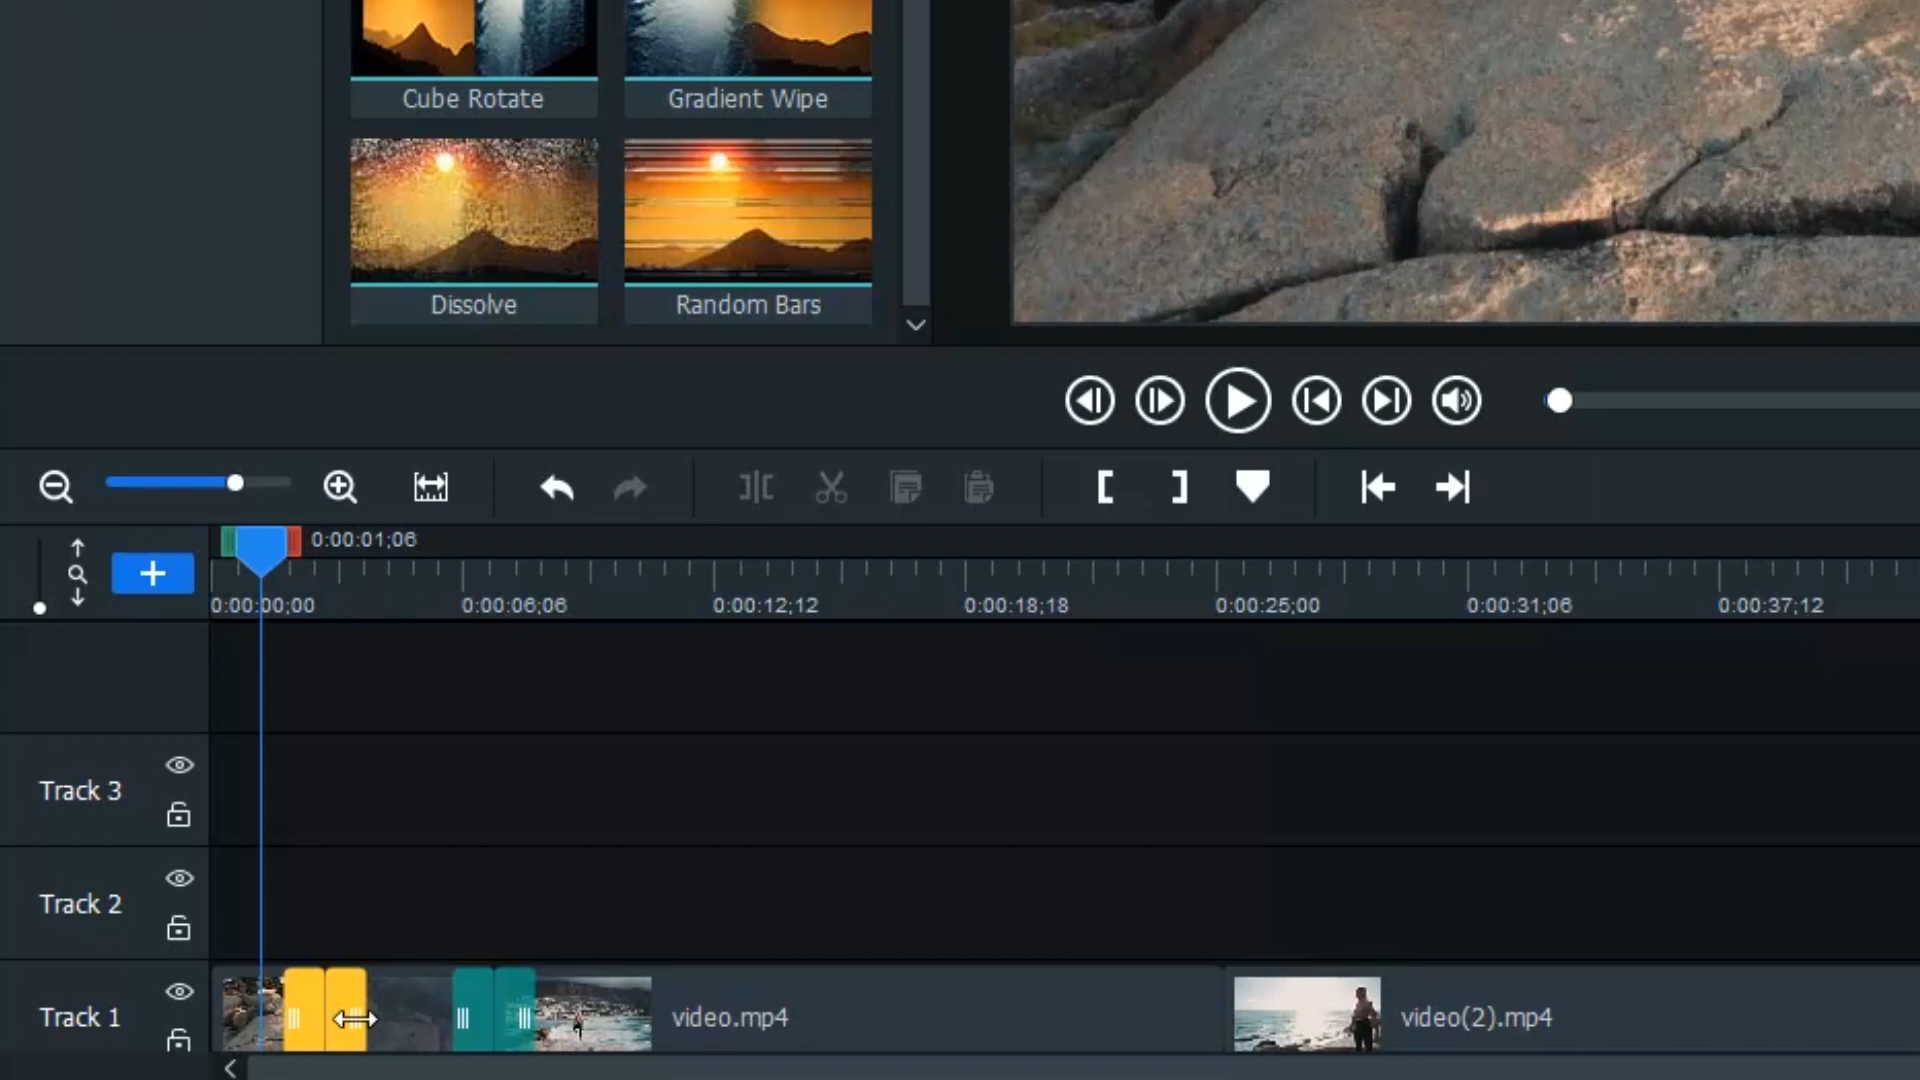 Cube Rotate
Gradient Wipe
Dissolve
Random Bars
0:00:01;06
0:00:00;00
0:00:06;06
0:00:12;12
0:00:18;18
0:00:25;00
0:00:31;06
0:00:37;12
Track 3
Track 2
Track 1
video.mp4
video(2).mp4